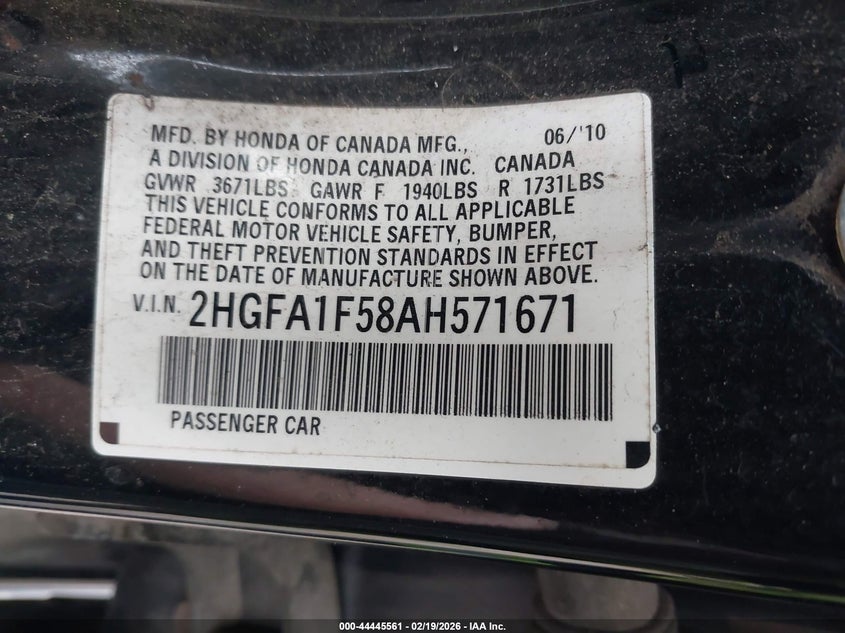 MFD. BY HONDA OF CANADA MFG., 06/'10
A DIVISION OF HONDA CANADA INC. CANADA
GVWR 3671LBS GAWR F 1940LBS R 1731LBS
THIS VEHICLE CONFORMS TO ALL APPLICABLE
FEDERAL MOTOR VEHICLE SAFETY, BUMPER,
AND THEFT PREVENTION STANDARDS IN EFFECT
ON THE DATE OF MANUFACTURE SHOWN ABOVE.
V.I.N. 2HGFA1F58AH571671
PASSENGER CAR
000-44445561 - 02/19/2026 - IAA Inc.